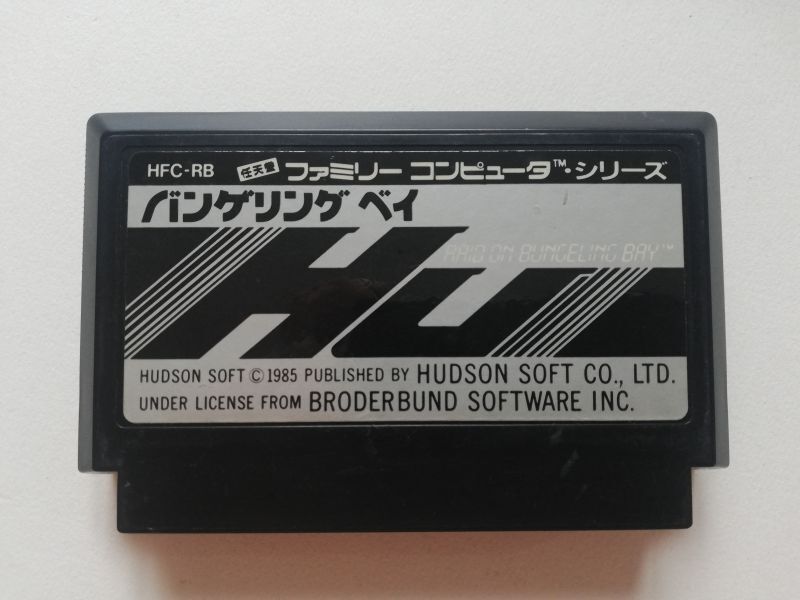 HFC-RB 任天堂 ファミリー コンピュータ™・シリーズ
バンゲリング ベイ
RAID ON BUNGELING BAY™
HUDSON SOFT © 1985 PUBLISHED BY HUDSON SOFT CO., LTD.
UNDER LICENSE FROM BRODERBUND SOFTWARE INC.